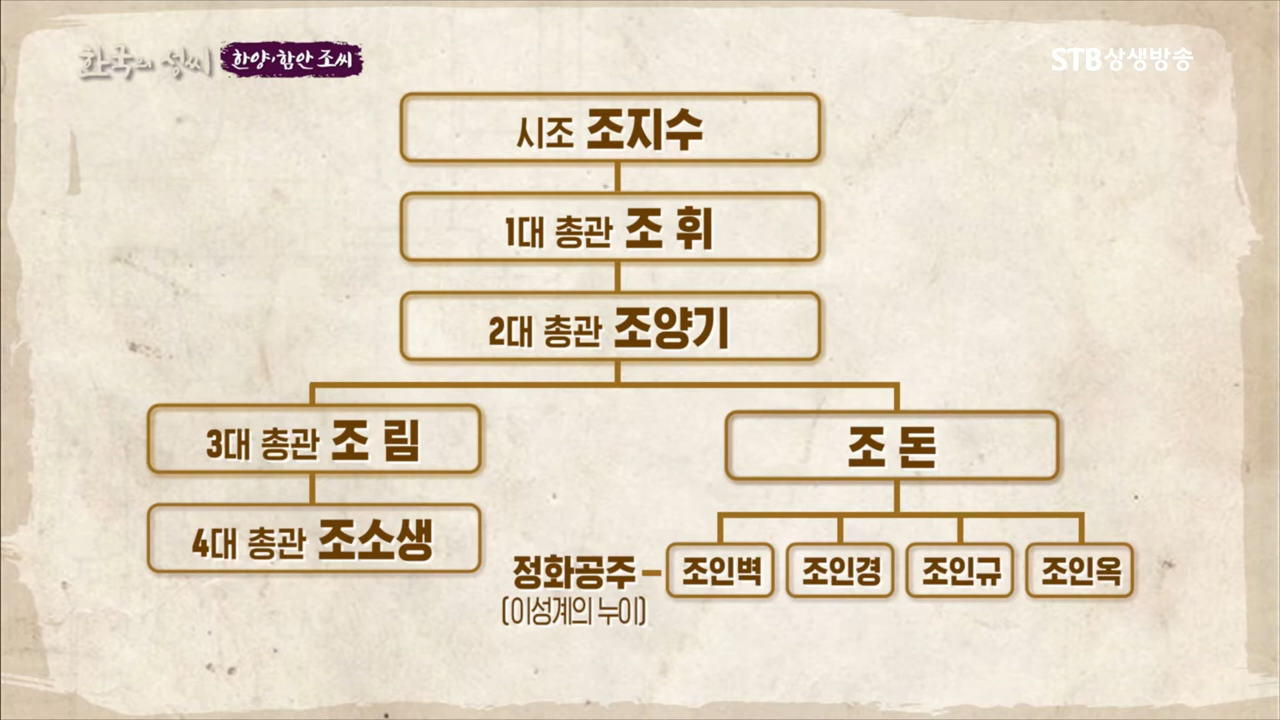 한국의 성씨 한양·함안 조씨
STB상생방송
시조 조지수
1대 총관 조 휘
2대 총관 조양기
3대 총관 조 림
조 돈
4대 총관 조소생
정화공주 조인벽 조인경 조인규 조인옥
(이성계의 누이)